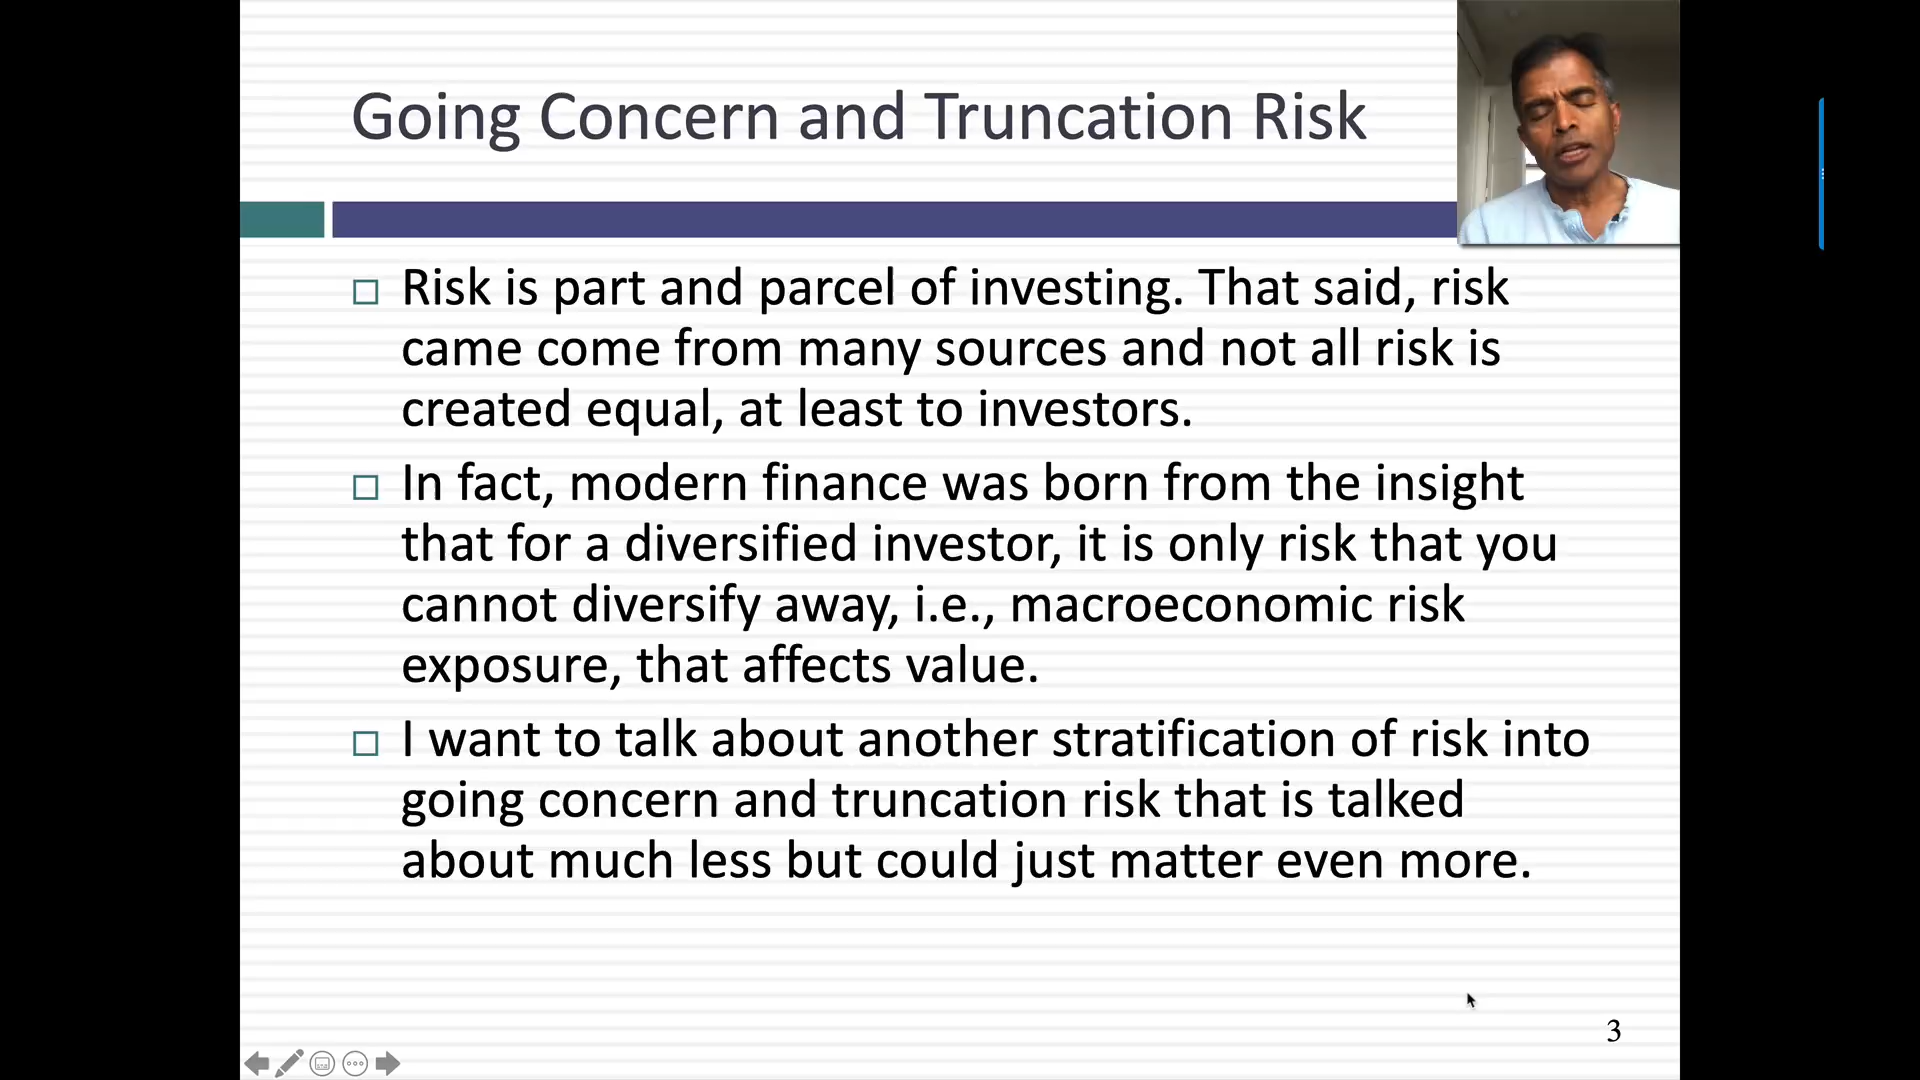 Going Concern and Truncation Risk
Risk is part and parcel of investing. That said, risk
came come from many sources and not all risk is
created equal, at least to investors.
In fact, modern finance was born from the insight
that for a diversified investor, it is only risk that you
cannot diversify away, i.e., macroeconomic risk
exposure, that affects value.
I want to talk about another stratification of risk into
going concern and truncation risk that is talked
about much less but could just matter even more.
3